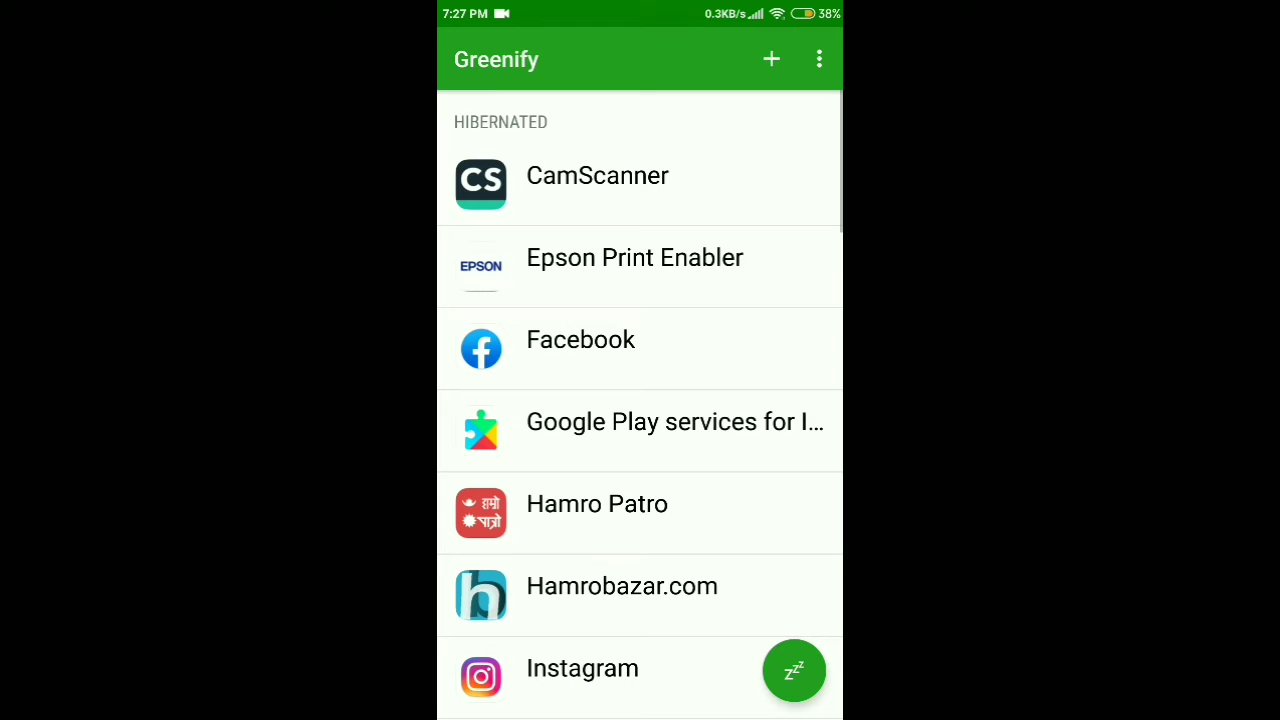 7:27 PM 0.3KB/s 38%
Greenify
HIBERNATED
CS CamScanner
EPSON Epson Print Enabler
Facebook
Google Play services for I...
हाम्रो
पात्रो
Hamro Patro
h Hamrobazar.com
Instagram
zzz